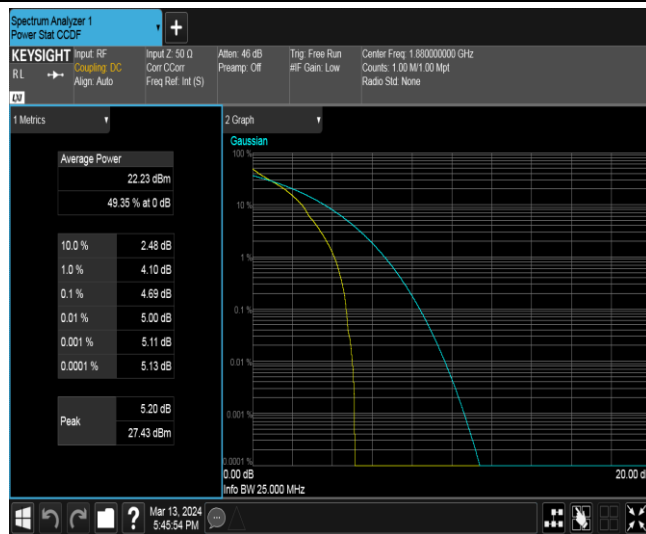 Spectrum Analyzer 1
Power Stat CCDF
+
KEYSIGHT
RL
LXI
Input: RF
Coupling: DC
Align: Auto
Input Z: 50 Ω
Corr CCorr
Freq Ref: Int (S)
Atten: 46 dB
Preamp: Off
Trig: Free Run
#IF Gain: Low
Center Freq: 1.880000000 GHz
Counts: 1.00 M/1.00 Mpt
Radio Std: None
1 Metrics
Average Power
22.23 dBm
49.35 % at 0 dB
10.0 % 2.48 dB
1.0 % 4.10 dB
0.1 % 4.69 dB
0.01 % 5.00 dB
0.001 % 5.11 dB
0.0001 % 5.13 dB
Peak
5.20 dB
27.43 dBm
2 Graph
Gaussian
100 %
10 %
1 %
0.1 %
0.01 %
0.001 %
0.0001 %
0.00 dB 20.00 d
Info BW 25.000 MHz
?
Mar 13, 2024
5:45:54 PM